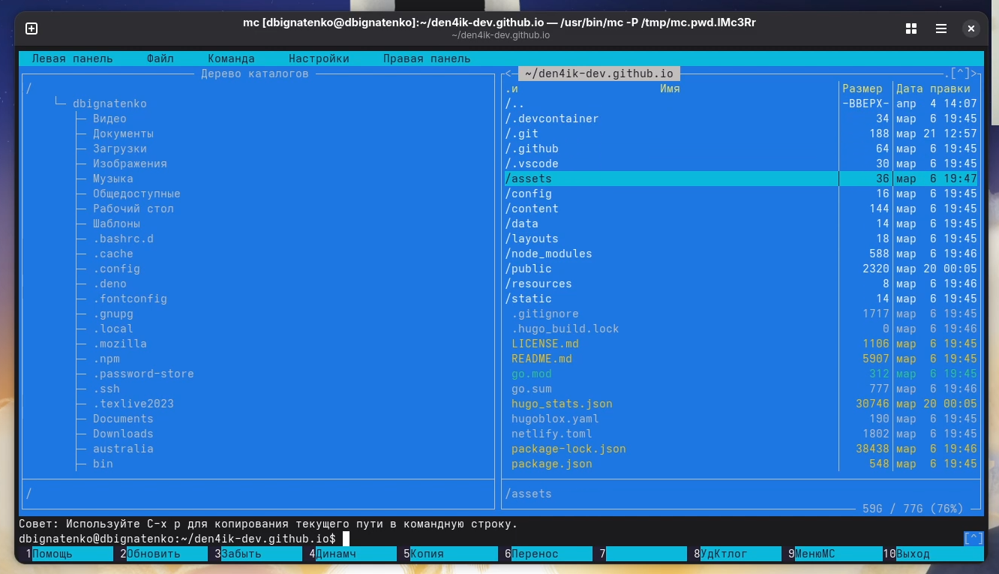 mc [dbignatenko@dbignatenko]:~/den4ik-dev.github.io — /usr/bin/mc -P /tmp/mc.pwd.lMc3Rr
~/den4ik-dev.github.io
Левая панель Файл Команда Настройки Правая панель
Дерево каталогов
/
dbignatenko
Видео
Документы
Загрузки
Изображения
Музыка
Общедоступные
Рабочий стол
Шаблоны
.bashrc.d
.cache
.config
.deno
.fontconfig
.gnupg
.local
.mozilla
.npm
.password-store
.ssh
.texlive2023
Documents
Downloads
australia
bin
/
<─ ~/den4ik-dev.github.io .[^]>
.и Имя Размер Дата правки
/.. -ВВЕРХ- апр 4 14:07
/.devcontainer 34 мар 6 19:45
/.git 188 мар 21 12:57
/.github 64 мар 6 19:45
/.vscode 30 мар 6 19:45
/assets 36 мар 6 19:47
/config 16 мар 6 19:45
/content 144 мар 6 19:45
/data 14 мар 6 19:45
/layouts 18 мар 6 19:45
/node_modules 588 мар 6 19:46
/public 2320 мар 20 00:05
/resources 8 мар 6 19:46
/static 14 мар 6 19:45
.gitignore 1717 мар 6 19:45
.hugo_build.lock 0 мар 6 19:46
LICENSE.md 1106 мар 6 19:45
README.md 5907 мар 6 19:45
go.mod 312 мар 6 19:45
go.sum 777 мар 6 19:46
hugo_stats.json 30746 мар 20 00:05
hugoblox.yaml 190 мар 6 19:45
netlify.toml 1802 мар 6 19:45
package-lock.json 38438 мар 6 19:46
package.json 548 мар 6 19:45
/assets
59G / 77G (76%)
Совет: Используйте C-x p для копирования текущего пути в командную строку.
dbignatenko@dbignatenko:~/den4ik-dev.github.io$ [^]
1Помощь 2Обновить 3Забыть 4Динамч 5Копия 6Перенос 7 8УдКтлог 9МенюMC 10Выход